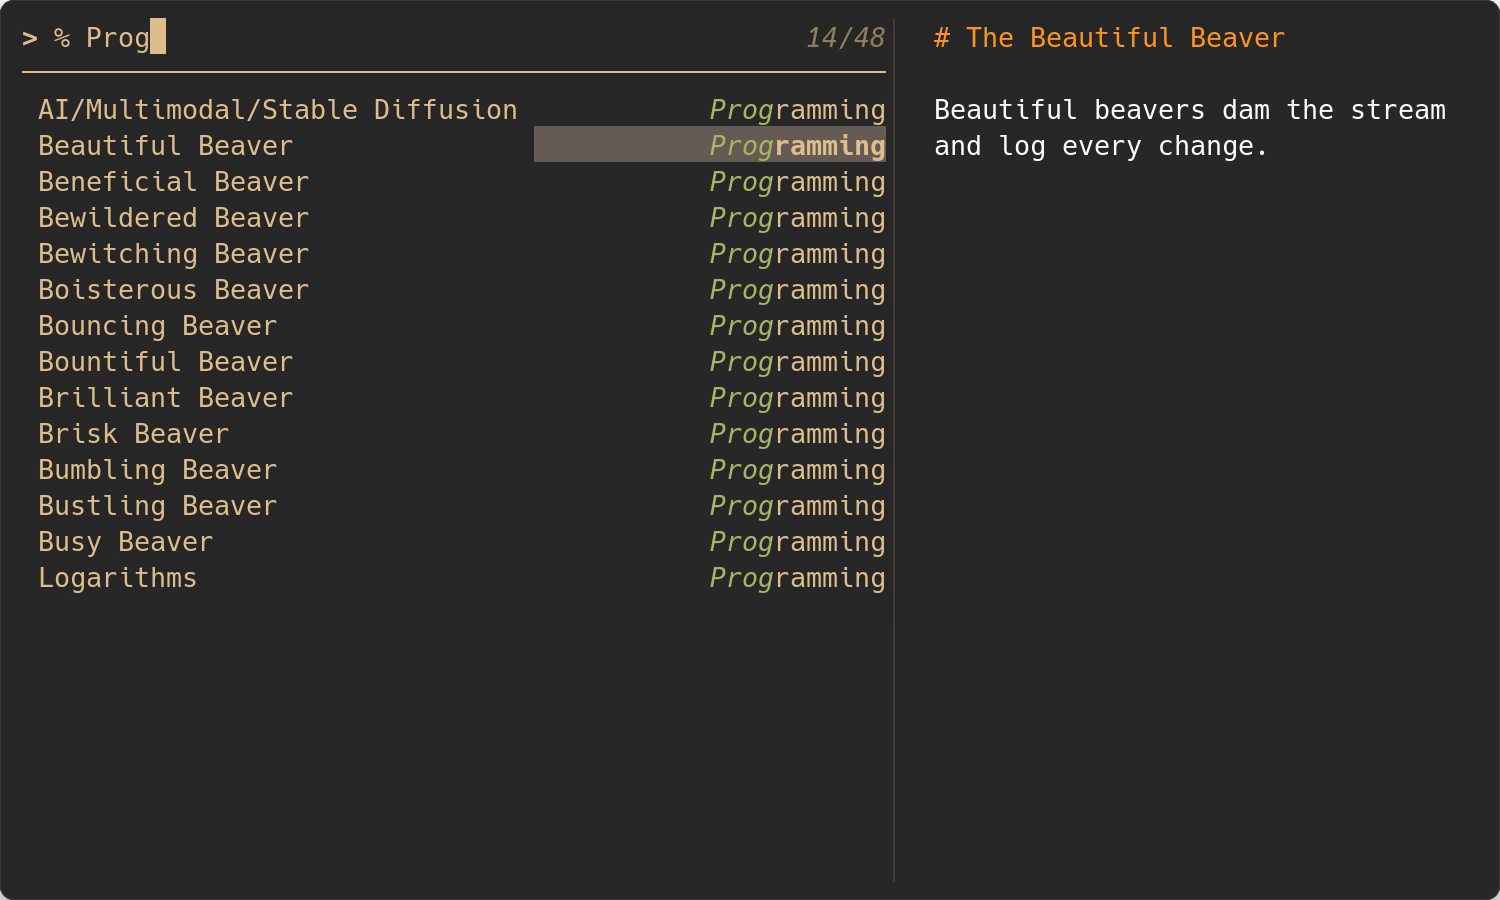 > % Prog 14/48
AI/Multimodal/Stable Diffusion Programming
Beautiful Beaver Programming
Beneficial Beaver Programming
Bewildered Beaver Programming
Bewitching Beaver Programming
Boisterous Beaver Programming
Bouncing Beaver Programming
Bountiful Beaver Programming
Brilliant Beaver Programming
Brisk Beaver Programming
Bumbling Beaver Programming
Bustling Beaver Programming
Busy Beaver Programming
Logarithms Programming
# The Beautiful Beaver
Beautiful beavers dam the stream
and log every change.